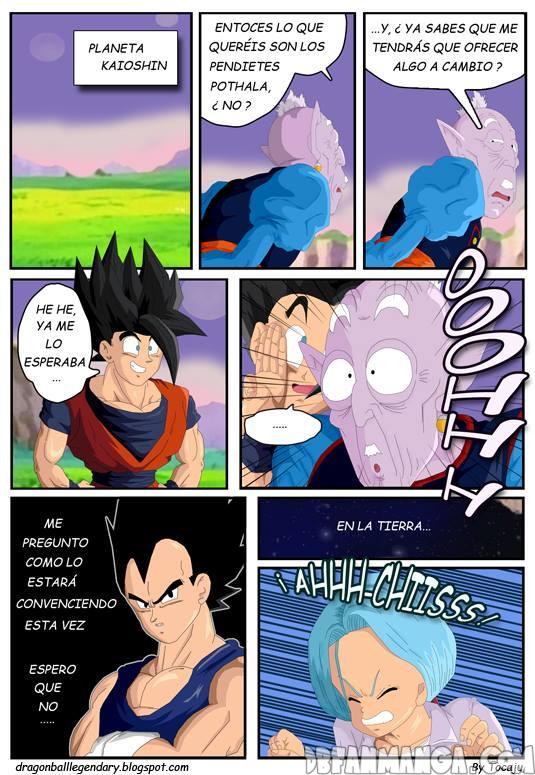 PLANETA
KAIOSHIN
ENTOCES LO QUE
QUERÉIS SON LOS
PENDIETES
POTHALA,
¿ NO ?
...Y, ¿ YA SABES QUE ME
TENDRÁS QUE OFRECER
ALGO A CAMBIO ?
HE HE,
YA ME
LO
ESPERABA
...
.....
OOOHHH
ME
PREGUNTO
COMO LO
ESTARÁ
CONVENCIENDO
ESTA VEZ
ESPERO
QUE
NO
.....
EN LA TIERRA...
¡ AHHH-CHIISSS!
dragonballlegendary.blogspot.com
By Tocaju
DBFANMANGA.COM